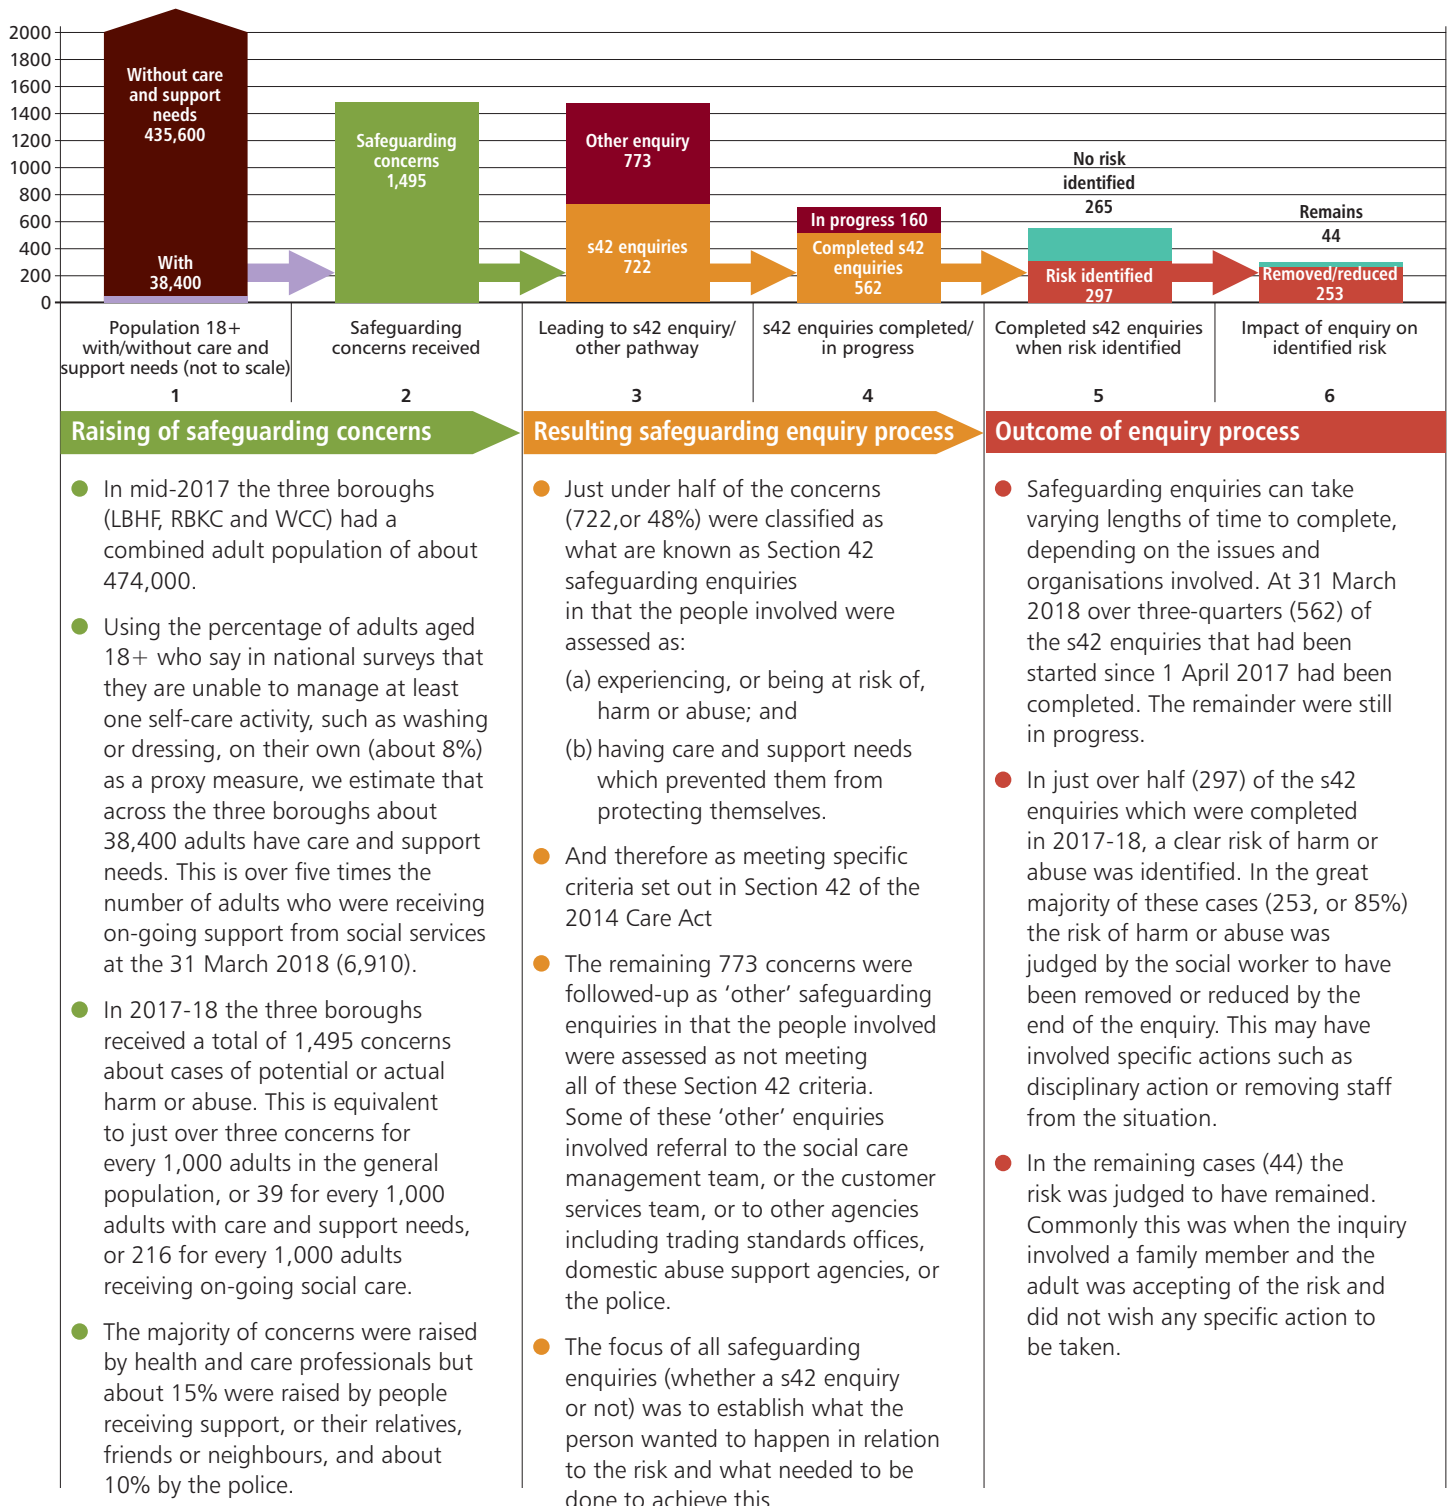 2000
1800
1600
1400
1200
1000
800
600
400
200
0
Without care
and support
needs
435,600
With
38,400
Safeguarding
concerns
1,495
Other enquiry
773
s42 enquiries
722
In progress 160
Completed s42
enquiries
562
No risk
identified
265
Risk identified
297
Remains
44
Removed/reduced
253
Population 18+
with/without care and
support needs (not to scale)
1
Safeguarding
concerns received
2
Leading to s42 enquiry/
other pathway
3
s42 enquiries completed/
in progress
4
Completed s42 enquiries
when risk identified
5
Impact of enquiry on
identified risk
6
Raising of safeguarding concerns
In mid-2017 the three boroughs
(LBHF, RBKC and WCC) had a
combined adult population of about
474,000.
Using the percentage of adults aged
18+ who say in national surveys that
they are unable to manage at least
one self-care activity, such as washing
or dressing, on their own (about 8%)
as a proxy measure, we estimate that
across the three boroughs about
38,400 adults have care and support
needs. This is over five times the
number of adults who were receiving
on-going support from social services
at the 31 March 2018 (6,910).
In 2017-18 the three boroughs
received a total of 1,495 concerns
about cases of potential or actual
harm or abuse. This is equivalent
to just over three concerns for
every 1,000 adults in the general
population, or 39 for every 1,000
adults with care and support needs,
or 216 for every 1,000 adults
receiving on-going social care.
The majority of concerns were raised
by health and care professionals but
about 15% were raised by people
receiving support, or their relatives,
friends or neighbours, and about
10% by the police.
Resulting safeguarding enquiry process
Just under half of the concerns
(722,or 48%) were classified as
what are known as Section 42
safeguarding enquiries
in that the people involved were
assessed as:
(a) experiencing, or being at risk of,
harm or abuse; and
(b) having care and support needs
which prevented them from
protecting themselves.
And therefore as meeting specific
criteria set out in Section 42 of the
2014 Care Act
The remaining 773 concerns were
followed-up as ‘other’ safeguarding
enquiries in that the people involved
were assessed as not meeting
all of these Section 42 criteria.
Some of these ‘other’ enquiries
involved referral to the social care
management team, or the customer
services team, or to other agencies
including trading standards offices,
domestic abuse support agencies, or
the police.
The focus of all safeguarding
enquiries (whether a s42 enquiry
or not) was to establish what the
person wanted to happen in relation
to the risk and what needed to be
done to achieve this
Outcome of enquiry process
Safeguarding enquiries can take
varying lengths of time to complete,
depending on the issues and
organisations involved. At 31 March
2018 over three-quarters (562) of
the s42 enquiries that had been
started since 1 April 2017 had been
completed. The remainder were still
in progress.
In just over half (297) of the s42
enquiries which were completed
in 2017-18, a clear risk of harm or
abuse was identified. In the great
majority of these cases (253, or 85%)
the risk of harm or abuse was
judged by the social worker to have
been removed or reduced by the
end of the enquiry. This may have
involved specific actions such as
disciplinary action or removing staff
from the situation.
In the remaining cases (44) the
risk was judged to have remained.
Commonly this was when the inquiry
involved a family member and the
adult was accepting of the risk and
did not wish any specific action to
be taken.